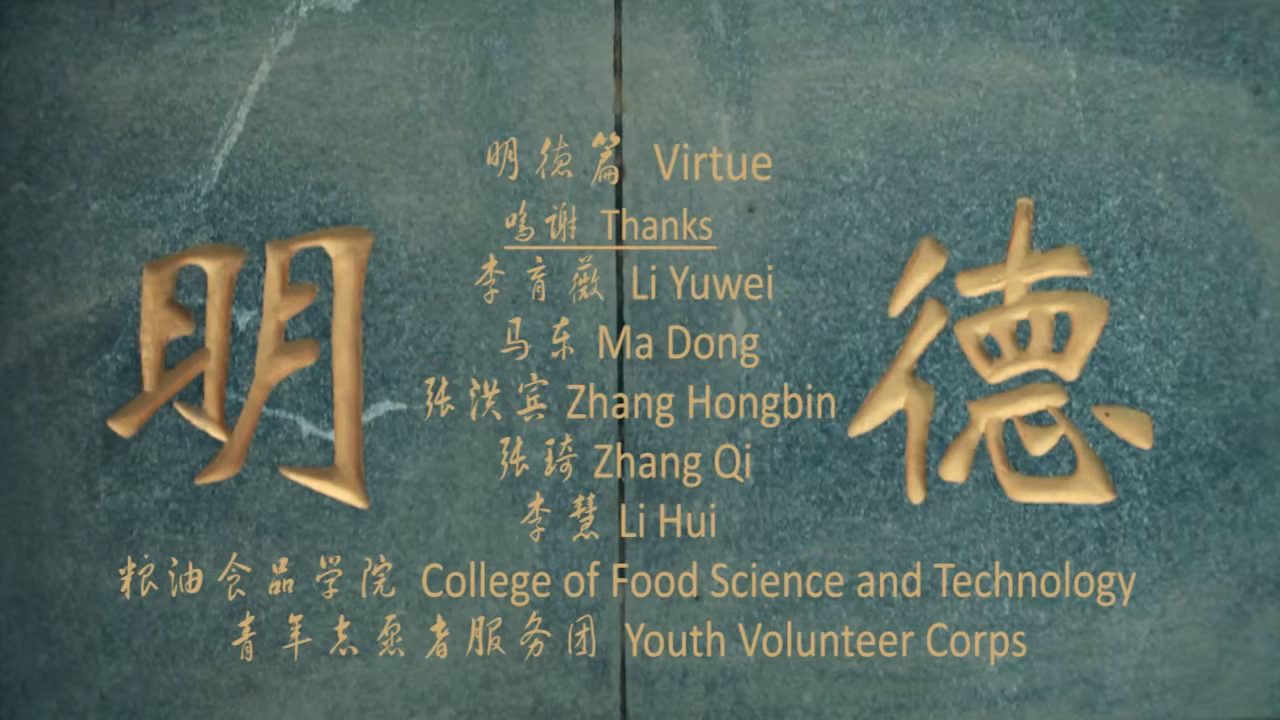 明德篇 Virtue
鸣谢 Thanks
明德
李育薇 Li Yuwei
马东 Ma Dong
张洪宾 Zhang Hongbin
张琦 Zhang Qi
李慧 Li Hui
粮油食品学院 College of Food Science and Technology
青年志愿者服务团 Youth Volunteer Corps